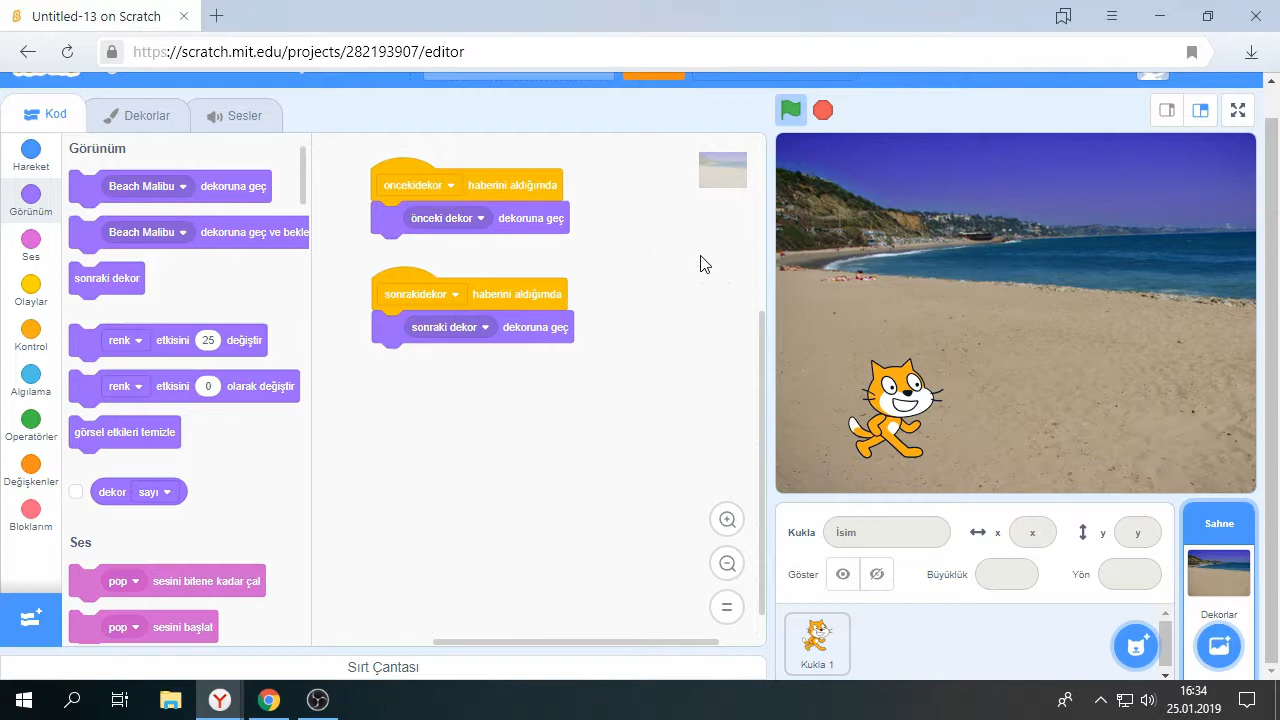 Untitled-13 on Scratch
https://scratch.mit.edu/projects/282193907/editor
Kod
Dekorlar
Sesler
Hareket
Görünüm
Ses
Olaylar
Kontrol
Algılama
Operatörler
Değişkenler
Bloklarım
Görünüm
Beach Malibu dekoruna geç
Beach Malibu dekoruna geç ve bekle
sonraki dekor
renk etkisini 25 değiştir
renk etkisini 0 olarak değiştir
görsel etkileri temizle
dekor sayı
Ses
pop sesini bitene kadar çal
pop sesini başlat
oncekidekor haberini aldığımda
önceki dekor dekoruna geç
sonrakidekor haberini aldığımda
sonraki dekor dekoruna geç
Sırt Çantası
Kukla İsim x x y y
Göster Büyüklük Yön
Kukla 1
Sahne
Dekorlar
16:34
25.01.2019